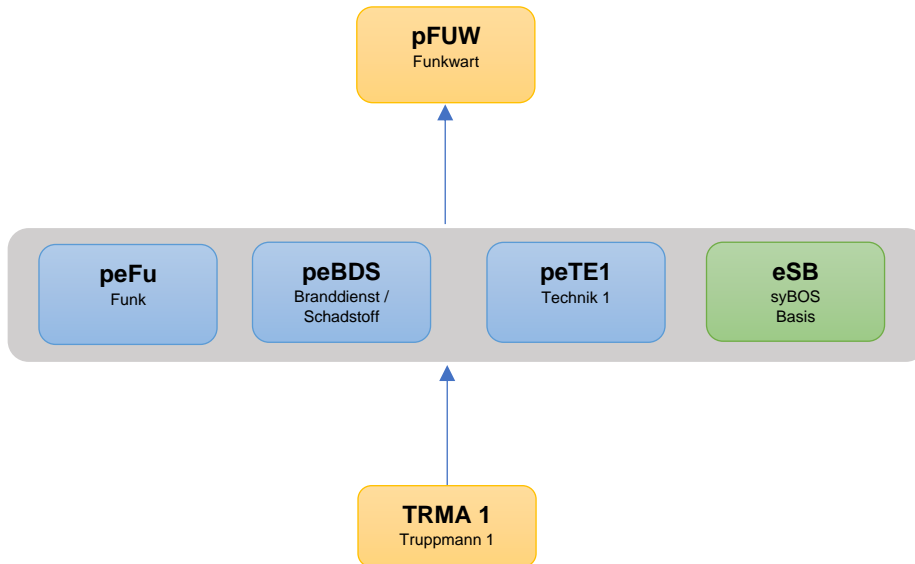 pFUW
Funkwart
peFu
Funk
peBDS
Branddienst /
Schadstoff
peTE1
Technik 1
eSB
syBOS
Basis
TRMA 1
Truppmann 1